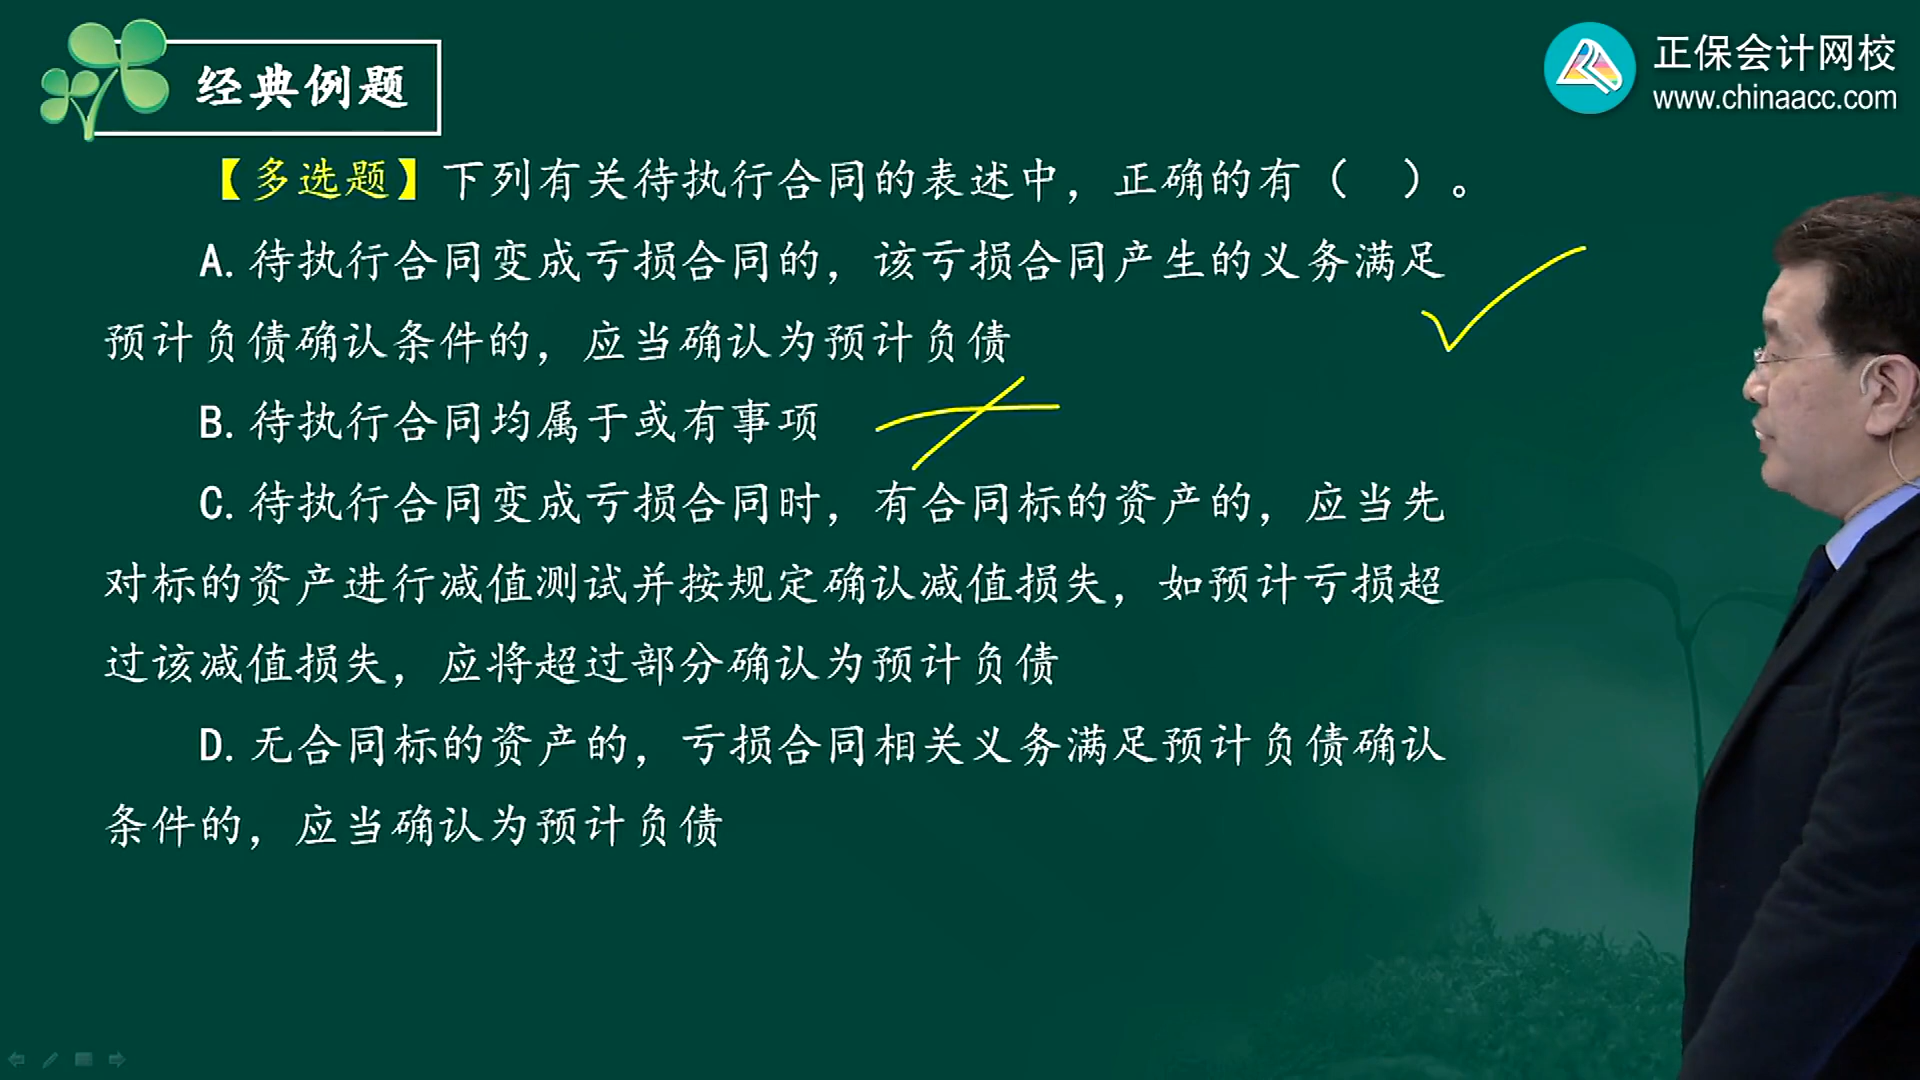 经典例题
正保会计网校
www.chinaacc.com
【多选题】下列有关待执行合同的表述中，正确的有（　）。
A.待执行合同变成亏损合同的，该亏损合同产生的义务满足
预计负债确认条件的，应当确认为预计负债
B.待执行合同均属于或有事项
C.待执行合同变成亏损合同时，有合同标的资产的，应当先
对标的资产进行减值测试并按规定确认减值损失，如预计亏损超
过该减值损失，应将超过部分确认为预计负债
D.无合同标的资产的，亏损合同相关义务满足预计负债确认
条件的，应当确认为预计负债